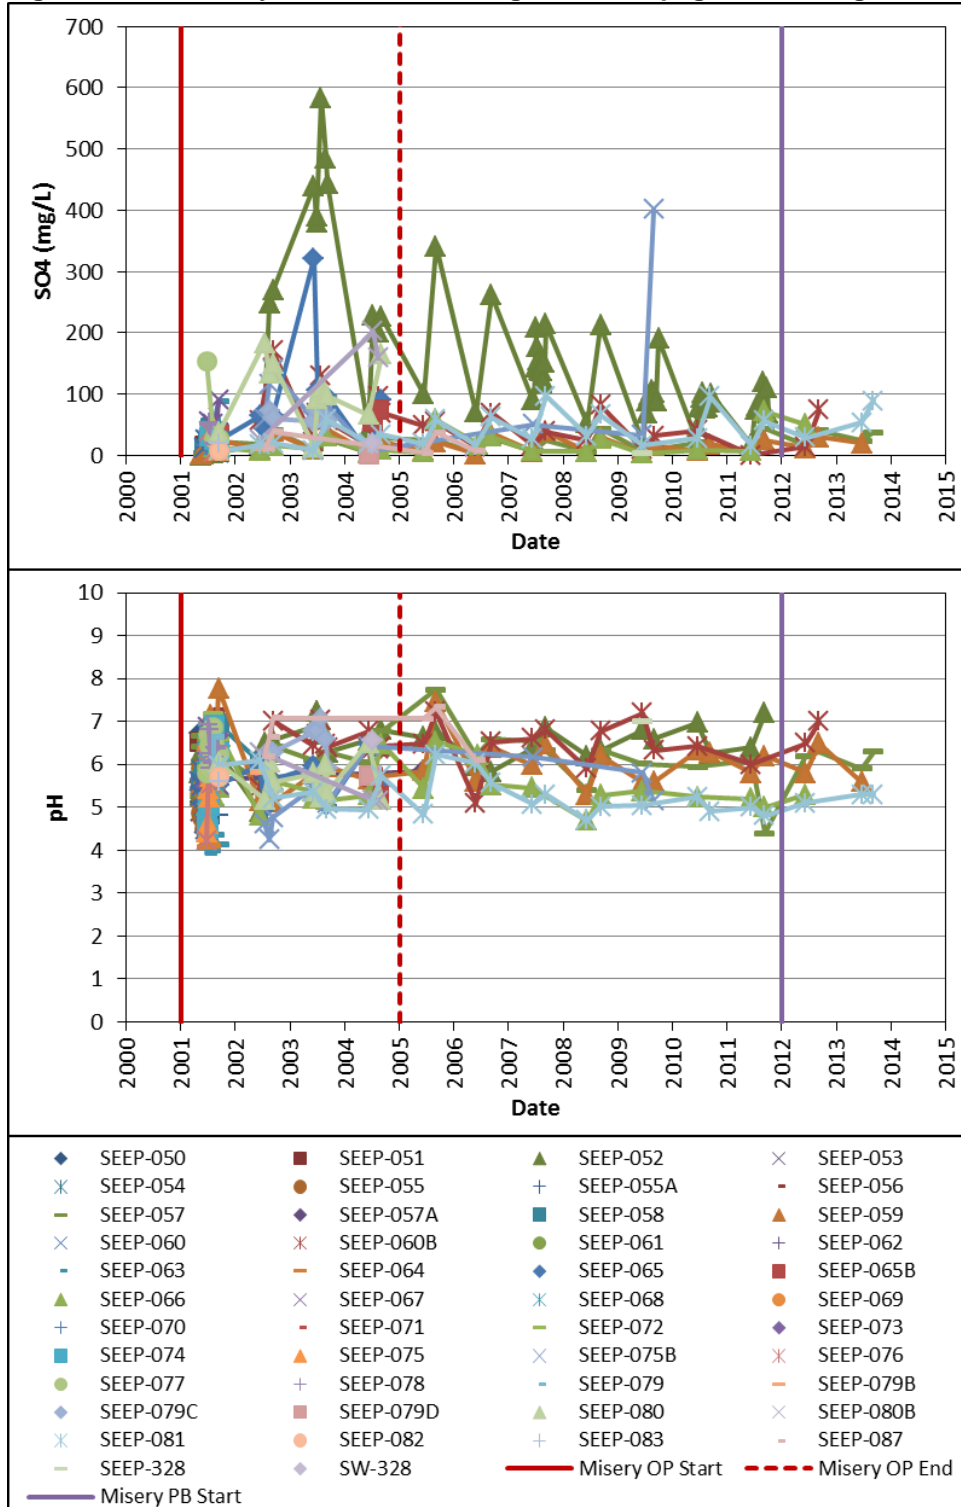 700
600
500
400
300
200
100
0
SO4 (mg/L)
2000 2001 2002 2003 2004 2005 2006 2007 2008 2009 2010 2011 2012 2013 2014 2015
Date
10
9
8
7
6
5
4
3
2
1
0
pH
2000 2001 2002 2003 2004 2005 2006 2007 2008 2009 2010 2011 2012 2013 2014 2015
Date
SEEP-050 SEEP-051 SEEP-052 SEEP-053
SEEP-054 SEEP-055 SEEP-055A SEEP-056
SEEP-057 SEEP-057A SEEP-058 SEEP-059
SEEP-060 SEEP-060B SEEP-061 SEEP-062
SEEP-063 SEEP-064 SEEP-065 SEEP-065B
SEEP-066 SEEP-067 SEEP-068 SEEP-069
SEEP-070 SEEP-071 SEEP-072 SEEP-073
SEEP-074 SEEP-075 SEEP-075B SEEP-076
SEEP-077 SEEP-078 SEEP-079 SEEP-079B
SEEP-079C SEEP-079D SEEP-080 SEEP-080B
SEEP-081 SEEP-082 SEEP-083 SEEP-087
SEEP-328 SW-328 Misery OP Start Misery OP End
Misery PB Start